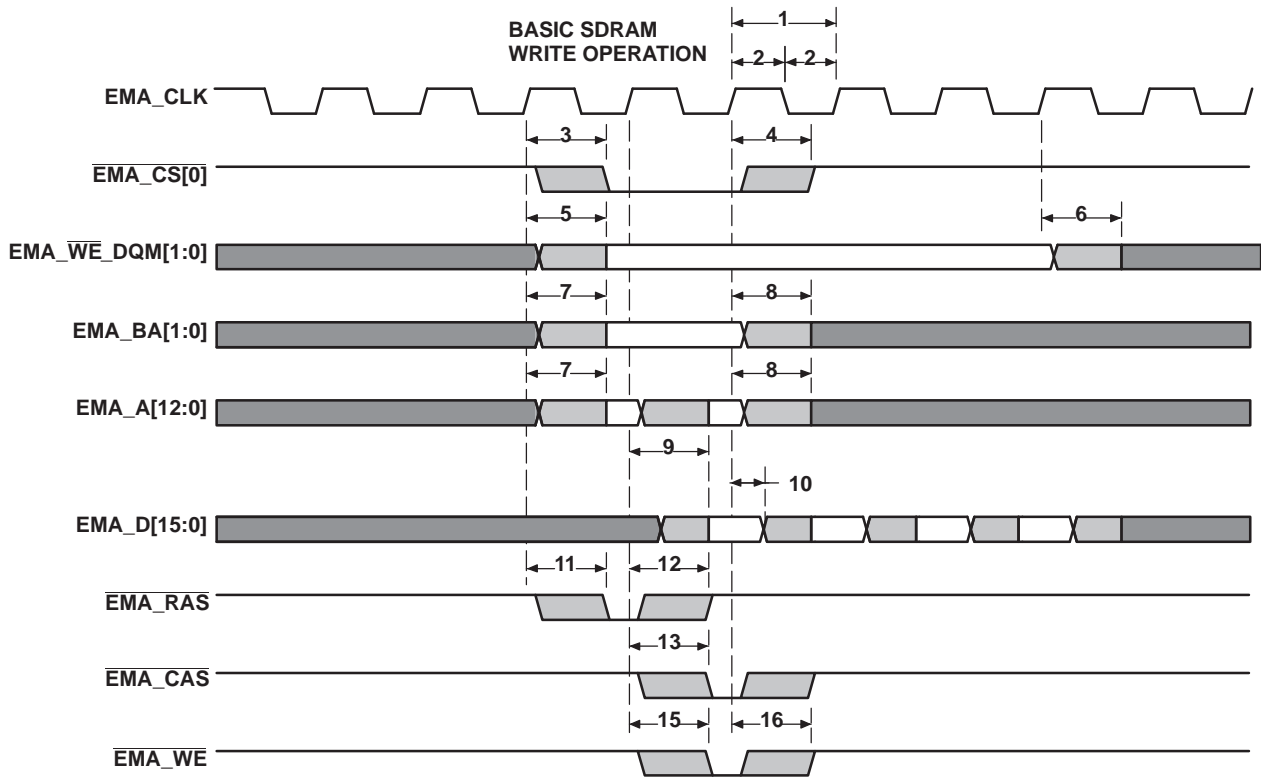 BASIC SDRAM
WRITE OPERATION
1
2 2
EMA_CLK
3 4
EMA_CS[0]
5 6
EMA_WE_DQM[1:0]
7 8
EMA_BA[1:0]
7 8
EMA_A[12:0]
9
10
EMA_D[15:0]
11 12
EMA_RAS
13
EMA_CAS
15 16
EMA_WE